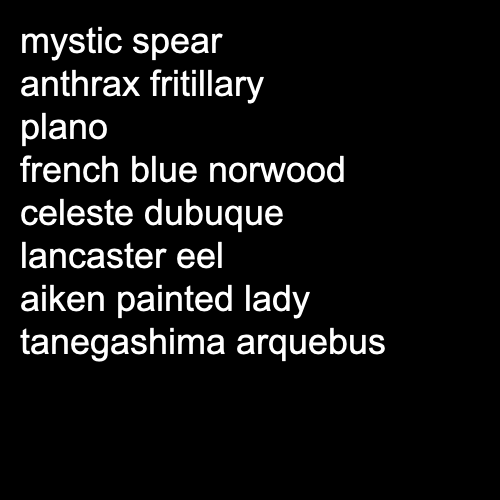 mystic spear
anthrax fritillary
plano
french blue norwood
celeste dubuque
lancaster eel
aiken painted lady
tanegashima arquebus